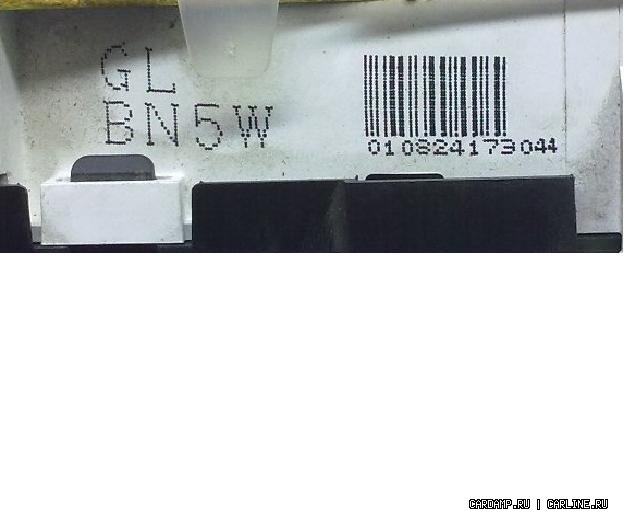 GL
BN5W
010824173044
CARDAMP.RU | CARLINE.RU